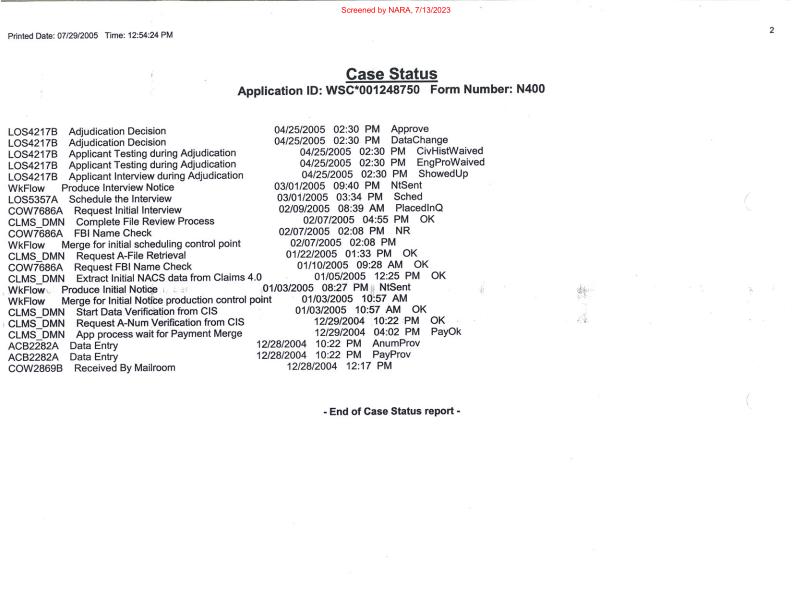 Screened by NARA, 7/13/2023
Printed Date: 07/29/2005 Time: 12:54:24 PM
2
Case Status
Application ID: WSC*001248750 Form Number: N400
LOS4217B Adjudication Decision 04/25/2005 02:30 PM Approve
LOS4217B Adjudication Decision 04/25/2005 02:30 PM DataChange
LOS4217B Applicant Testing during Adjudication 04/25/2005 02:30 PM CivHistWaived
LOS4217B Applicant Testing during Adjudication 04/25/2005 02:30 PM EngProWaived
LOS4217B Applicant Interview during Adjudication 04/25/2005 02:30 PM ShowedUp
WkFlow Produce Interview Notice 03/01/2005 09:40 PM NtSent
LOS5357A Schedule the Interview 03/01/2005 03:34 PM Sched
COW7686A Request Initial Interview 02/09/2005 08:39 AM PlacedInQ
CLMS_DMN Complete File Review Process 02/07/2005 04:55 PM OK
COW7686A FBI Name Check 02/07/2005 02:08 PM NR
WkFlow Merge for initial scheduling control point 02/07/2005 02:08 PM
CLMS_DMN Request A-File Retrieval 01/22/2005 01:33 PM OK
COW7686A Request FBI Name Check 01/10/2005 09:28 AM OK
CLMS_DMN Extract Initial NACS data from Claims 4.0 01/05/2005 12:25 PM OK
WkFlow Produce Initial Notice 01/03/2005 08:27 PM NtSent
WkFlow Merge for Initial Notice production control point 01/03/2005 10:57 AM
CLMS_DMN Start Data Verification from CIS 01/03/2005 10:57 AM OK
CLMS_DMN Request A-Num Verification from CIS 12/29/2004 10:22 PM OK
CLMS_DMN App process wait for Payment Merge 12/29/2004 04:02 PM PayOk
ACB2282A Data Entry 12/28/2004 10:22 PM AnumProv
ACB2282A Data Entry 12/28/2004 10:22 PM PayProv
COW2869B Received By Mailroom 12/28/2004 12:17 PM
- End of Case Status report -